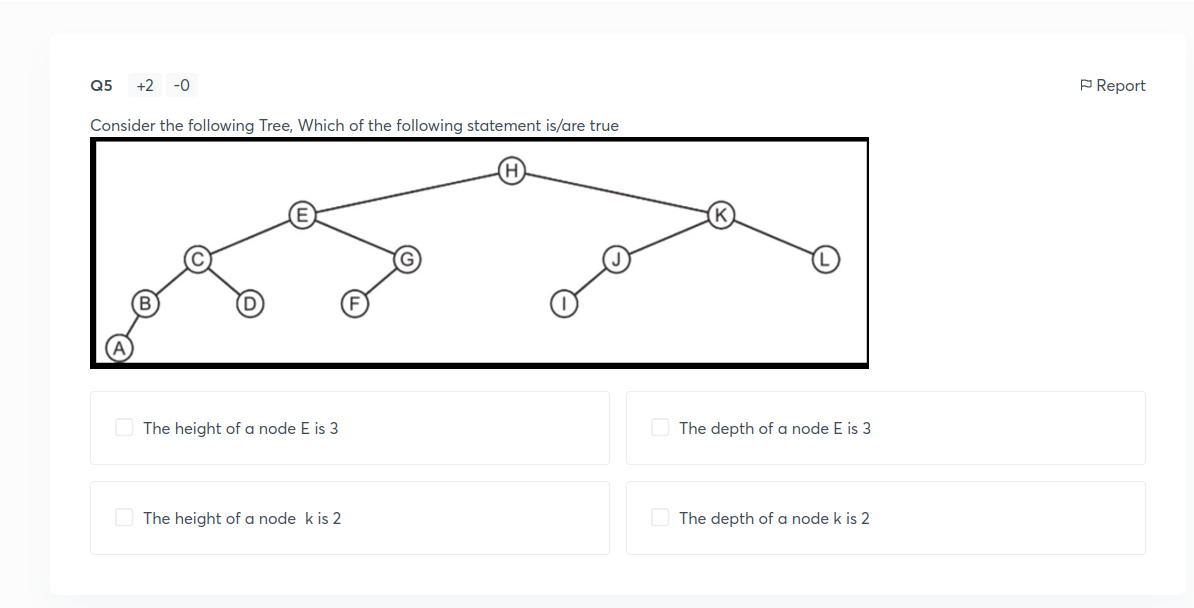 Q5 +2 -0 Report
Consider the following Tree, Which of the following statement is/are true
H
E K
C G J L
B D F I
A
The height of a node E is 3 The depth of a node E is 3
The height of a node k is 2 The depth of a node k is 2